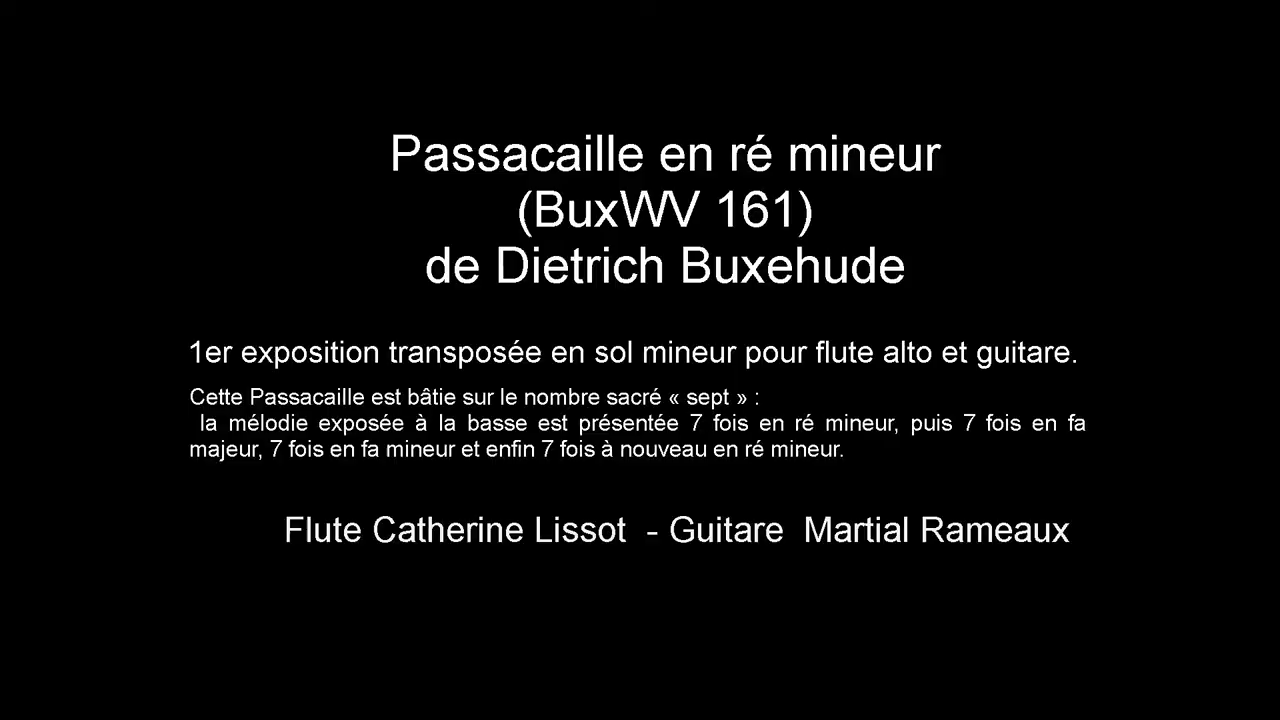 Passacaille en ré mineur
(BuxWV 161)
de Dietrich Buxehude
1er exposition transposée en sol mineur pour flute alto et guitare.
Cette Passacaille est bâtie sur le nombre sacré « sept » :
la mélodie exposée à la basse est présentée 7 fois en ré mineur, puis 7 fois en fa
majeur, 7 fois en fa mineur et enfin 7 fois à nouveau en ré mineur.
Flute Catherine Lissot - Guitare Martial Rameaux